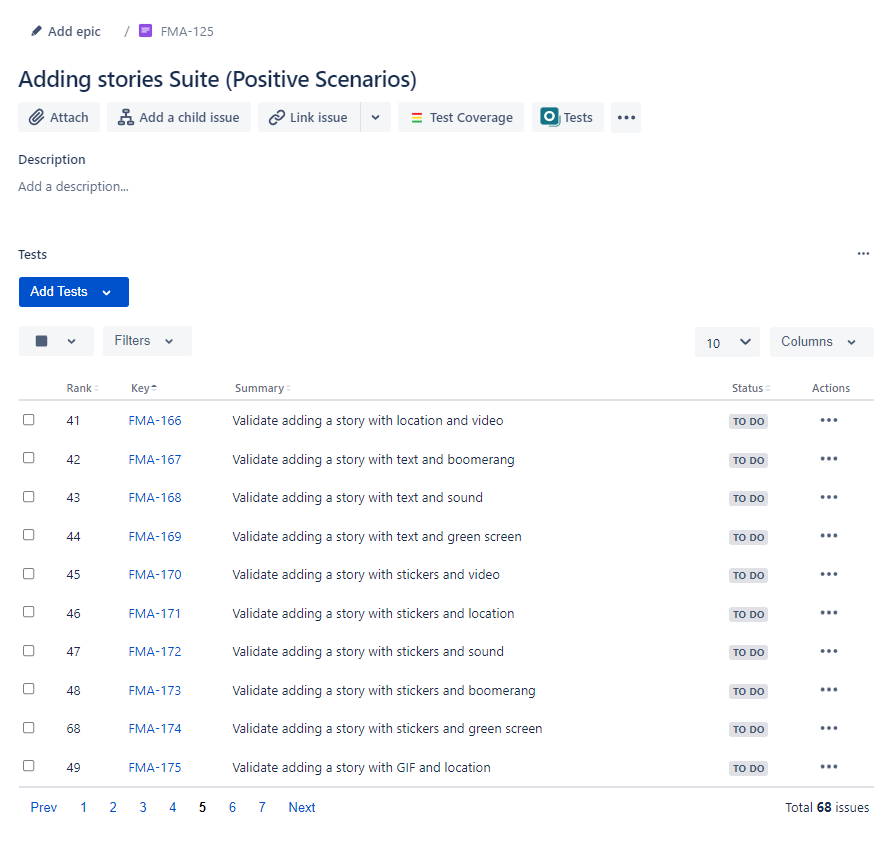 Add epic / FMA-125
Adding stories Suite (Positive Scenarios)
Attach Add a child issue Link issue Test Coverage Tests
Description
Add a description...
Tests
Add Tests
Filters 10 Columns
Rank Key Summary Status Actions
41 FMA-166 Validate adding a story with location and video TO DO
42 FMA-167 Validate adding a story with text and boomerang TO DO
43 FMA-168 Validate adding a story with text and sound TO DO
44 FMA-169 Validate adding a story with text and green screen TO DO
45 FMA-170 Validate adding a story with stickers and video TO DO
46 FMA-171 Validate adding a story with stickers and location TO DO
47 FMA-172 Validate adding a story with stickers and sound TO DO
48 FMA-173 Validate adding a story with stickers and boomerang TO DO
68 FMA-174 Validate adding a story with stickers and green screen TO DO
49 FMA-175 Validate adding a story with GIF and location TO DO
Prev 1 2 3 4 5 6 7 Next Total 68 issues